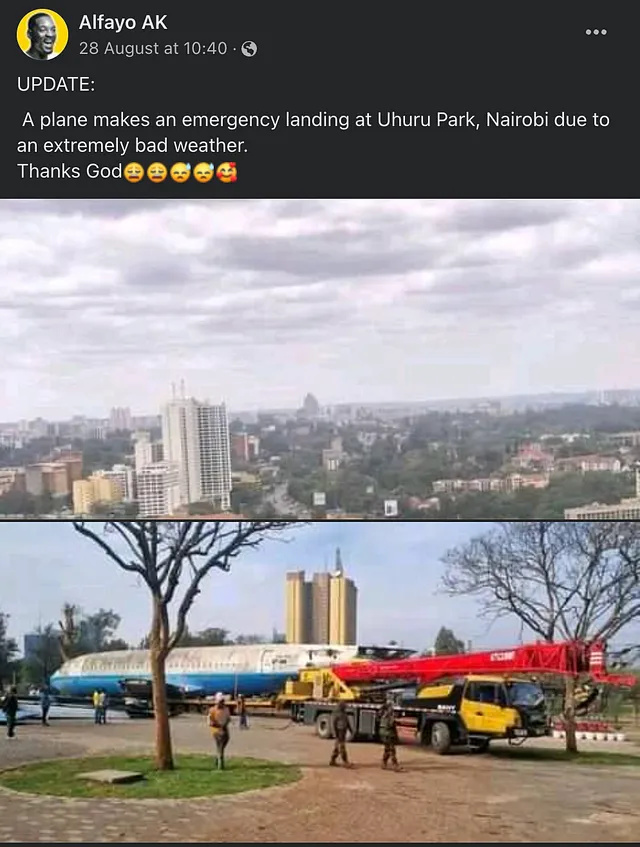 Alfayo AK
28 August at 10:40 ·
UPDATE:
A plane makes an emergency landing at Uhuru Park, Nairobi due to
an extremely bad weather.
Thanks God😩😩😓😓🥰
SANY